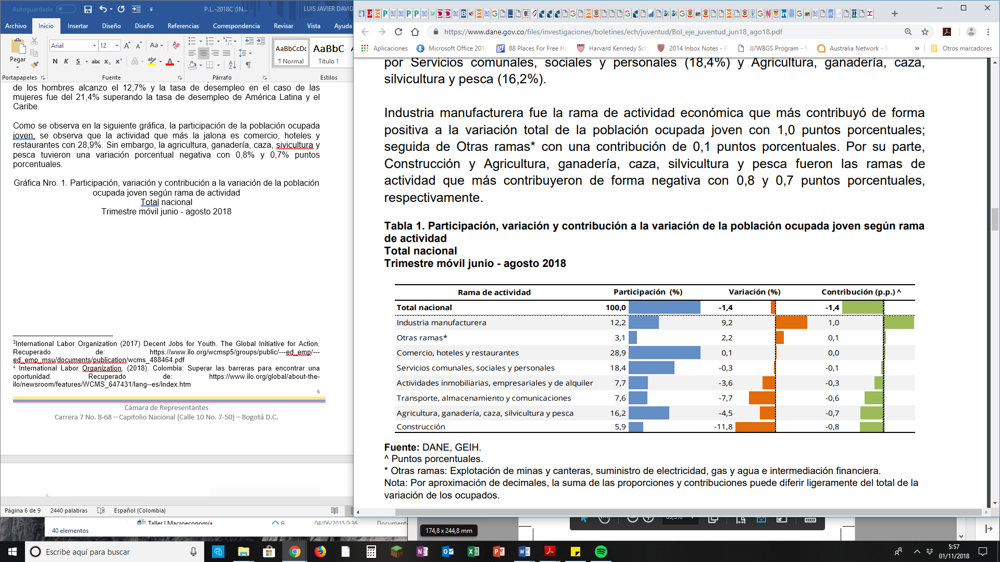 Autoguardado
P.L.-2018C (IN...
LUIS JAVIER DAVID
Archivo Inicio Insertar Diseño Diseño Referencias Correspondencia Revisar Vista Ayuda
Pegar
Arial 12
Aa
N K S abc x₂ x²
AaBbCcDc AaBbC
¶ Normal Título 1
Portapapeles Fuente Párrafo Estilos
de los hombres alcanzo el 12,7% y la tasa de desempleo en el caso de las
mujeres fue del 21,4% superando la tasa de desempleo de América Latina y el
Caribe.
Como se observa en la siguiente gráfica, la participación de la población ocupada
joven, se observa que la actividad que más la jalona es comercio, hoteles y
restaurantes con 28,9%. Sin embargo, la agricultura, ganadería, caza, sivicultura y
pesca tuvieron una variación porcentual negativa con 0,8% y 0,7% puntos
porcentuales.
Gráfica Nro. 1. Participación, variación y contribución a la variación de la población
ocupada joven según rama de actividad
Total nacional
Trimestre móvil junio - agosto 2018
³International Labor Organization (2017) Decent Jobs for Youth. The Global Initiative for Action.
Recuperado de: https://www.ilo.org/wcmsp5/groups/public/---ed_emp/---
ed_emp_msu/documents/publication/wcms_488464.pdf
⁴ International Labor Organization. (2018). Colombia: Superar las barreras para encontrar una
oportunidad. Recuperado de: https://www.ilo.org/global/about-the-
ilo/newsroom/features/WCMS_647431/lang--es/index.htm
6
Cámara de Representantes
Carrera 7 No. 8-68 – Capitolio Nacional (Calle 10 No. 7-50) – Bogotá D.C.
Página 6 de 9 2440 palabras Español (Colombia)
Taller I Macroeconomía 04/06/2015 0:36
40 elementos
https://www.dane.gov.co/files/investigaciones/boletines/ech/juventud/Bol_eje_juventud_jun18_ago18.pdf
Aplicaciones Microsoft Office 2013 88 Places For Free Hi Harvard Kennedy Sch 2014 Inbox Notes - JJ/WBGS Program - S Australia Network - » Otros marcadores
por Servicios comunales, sociales y personales (18,4%) y Agricultura, ganadería, caza,
silvicultura y pesca (16,2%).
Industria manufacturera fue la rama de actividad económica que más contribuyó de forma
positiva a la variación total de la población ocupada joven con 1,0 puntos porcentuales;
seguida de Otras ramas* con una contribución de 0,1 puntos porcentuales. Por su parte,
Construcción y Agricultura, ganadería, caza, silvicultura y pesca fueron las ramas de
actividad que más contribuyeron de forma negativa con 0,8 y 0,7 puntos porcentuales,
respectivamente.
Tabla 1. Participación, variación y contribución a la variación de la población ocupada joven según rama
de actividad
Total nacional
Trimestre móvil junio - agosto 2018
Rama de actividad Participación (%) Variación (%) Contribución (p.p.) ^
Total nacional 100,0 -1,4 -1,4
Industria manufacturera 12,2 9,2 1,0
Otras ramas* 3,1 2,2 0,1
Comercio, hoteles y restaurantes 28,9 0,1 0,0
Servicios comunales, sociales y personales 18,4 -0,3 -0,1
Actividades inmobiliarias, empresariales y de alquiler 7,7 -3,6 -0,3
Transporte, almacenamiento y comunicaciones 7,6 -7,7 -0,6
Agricultura, ganadería, caza, silvicultura y pesca 16,2 -4,5 -0,7
Construcción 5,9 -11,8 -0,8
Fuente: DANE, GEIH.
^ Puntos porcentuales.
* Otras ramas: Explotación de minas y canteras, suministro de electricidad, gas y agua e intermediación financiera.
Nota: Por aproximación de decimales, la suma de las proporciones y contribuciones puede diferir ligeramente del total de la
variación de los ocupados.
174,8 x 244,8 mm
Escribe aquí para buscar
5:57
01/11/2018